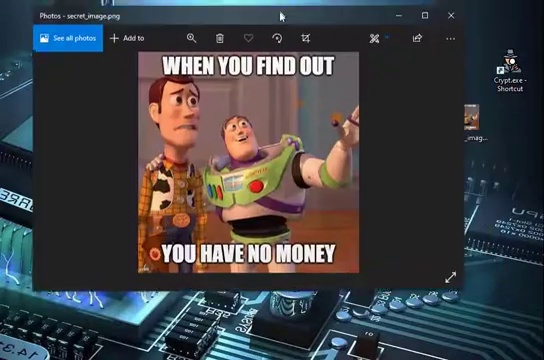 Photos - secret_image.png
See all photos
Add to
WHEN YOU FIND OUT
YOU HAVE NO MONEY
Crypt.exe -
Shortcut